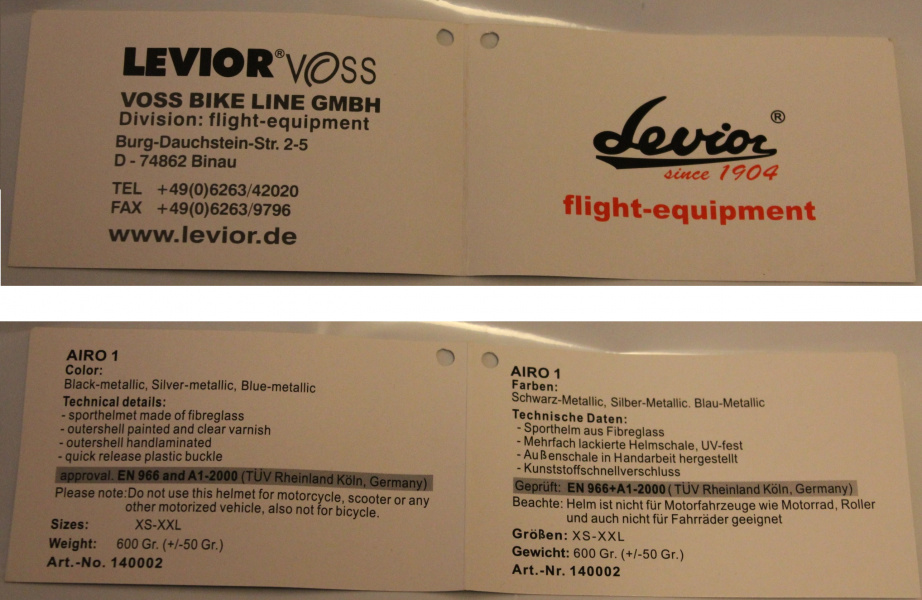 LEVIOR® VOSS
VOSS BIKE LINE GMBH
Division: flight-equipment
Burg-Dauchstein-Str. 2-5
D - 74862 Binau
TEL +49(0)6263/42020
FAX +49(0)6263/9796
www.levior.de
Levior®
since 1904
flight-equipment
AIRO 1
Color:
Black-metallic, Silver-metallic, Blue-metallic
Technical details:
- sporthelmet made of fibreglass
- outershell painted and clear varnish
- outershell handlaminated
- quick release plastic buckle
approval. EN 966 and A1-2000 (TÜV Rheinland Köln, Germany)
Please note: Do not use this helmet for motorcycle, scooter or any
other motorized vehicle, also not for bicycle.
Sizes: XS-XXL
Weight: 600 Gr. (+/-50 Gr.)
Art.-No. 140002
AIRO 1
Farben:
Schwarz-Metallic, Silber-Metallic. Blau-Metallic
Technische Daten:
- Sporthelm aus Fibreglass
- Mehrfach lackierte Helmschale, UV-fest
- Außenschale in Handarbeit hergestellt
- Kunststoffschnellverschluss
Geprüft: EN 966+A1-2000 ( TÜV Rheinland Köln, Germany)
Beachte: Helm ist nicht für Motorfahrzeuge wie Motorrad, Roller
und auch nicht für Fahrräder geeignet
Größen: XS-XXL
Gewicht: 600 Gr. (+/-50 Gr.)
Art.-Nr. 140002